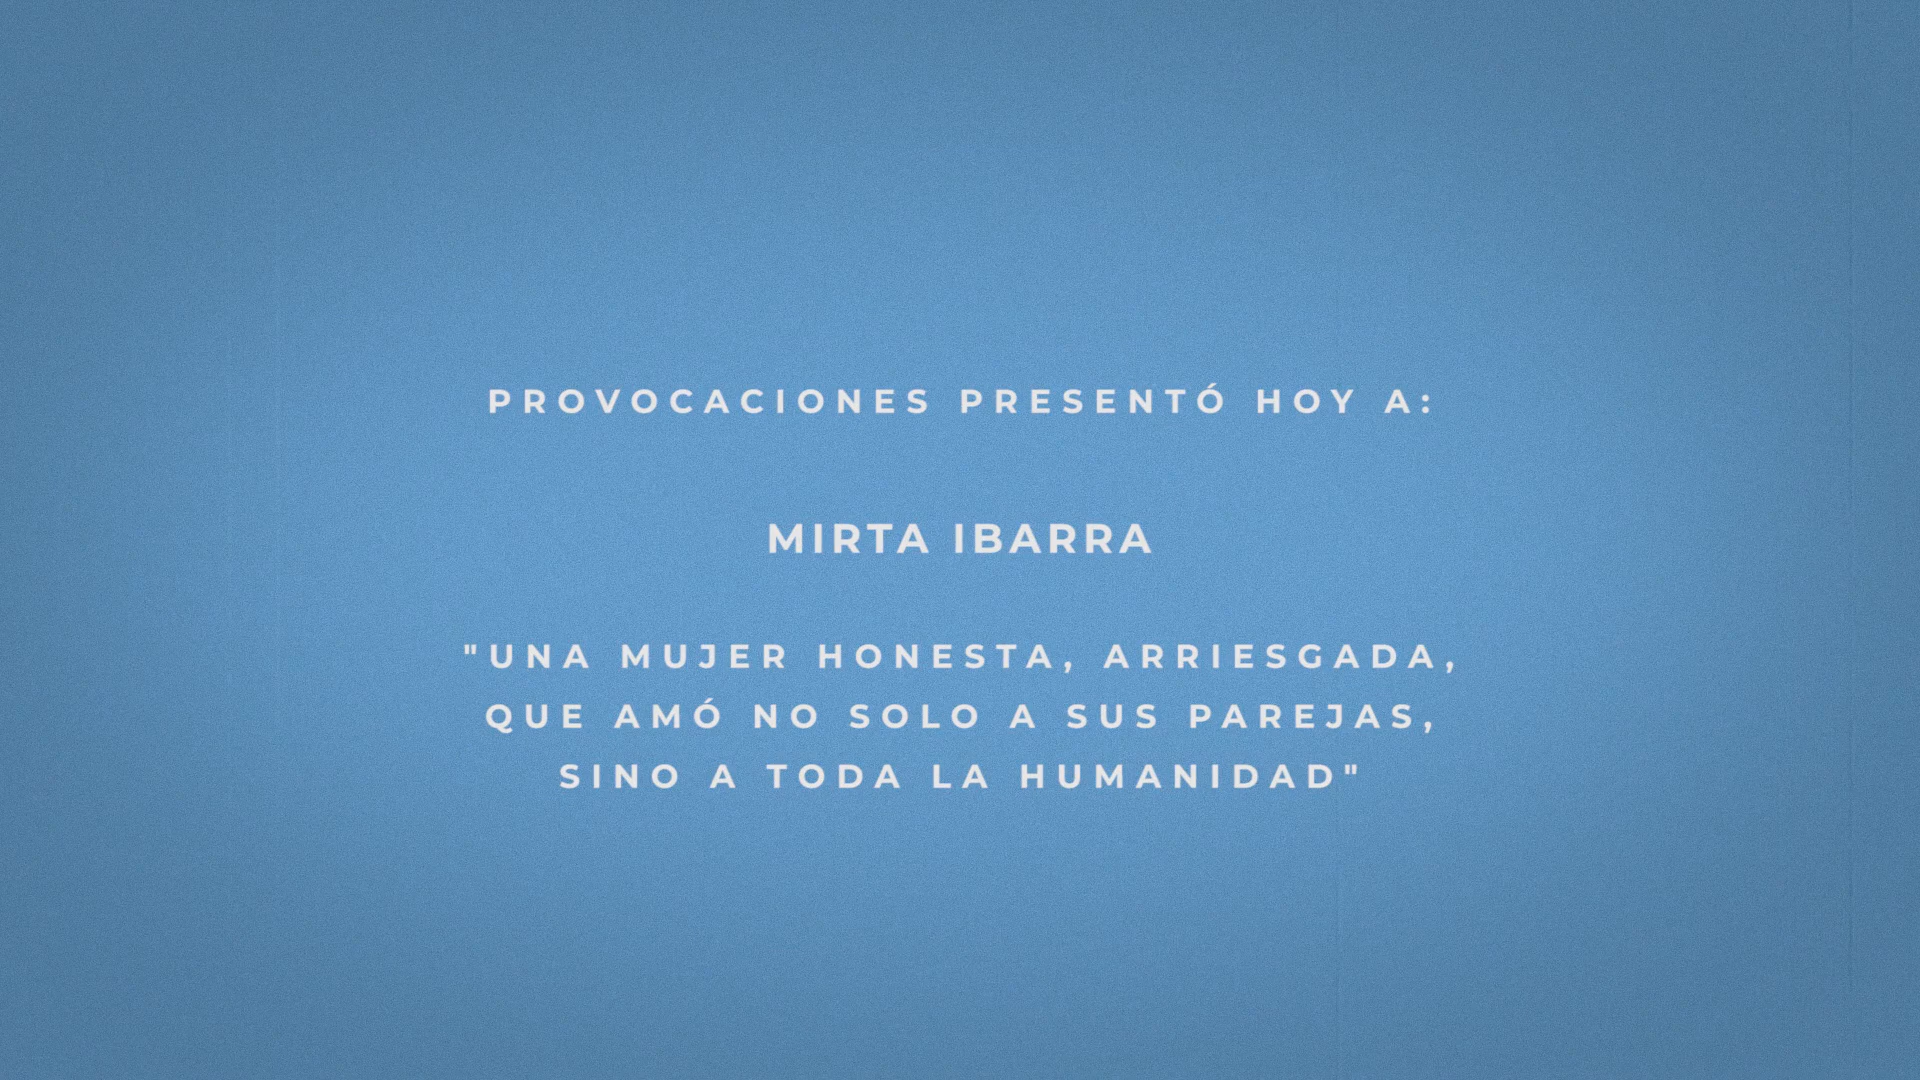 PROVOCACIONES PRESENTÓ HOY A:
MIRTA IBARRA
"UNA MUJER HONESTA, ARRIESGADA,
QUE AMÓ NO SOLO A SUS PAREJAS,
SINO A TODA LA HUMANIDAD"